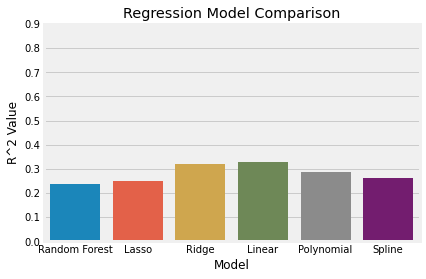 Regression Model Comparison
0.9
0.8
0.7
0.6
0.5
0.4
0.3
0.2
0.1
0.0
R^2 Value
Random Forest Lasso Ridge Linear Polynomial Spline
Model